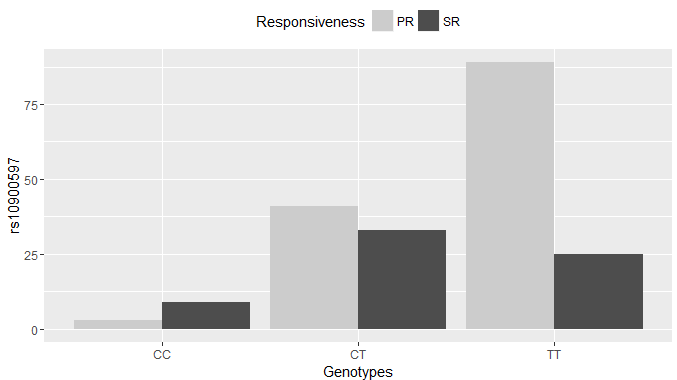 Responsiveness PR SR
rs10900597
75
50
25
0
CC CT TT
Genotypes